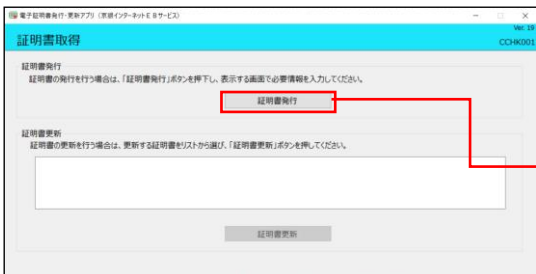 電子証明書発行・更新アプリ（京銀インターネットＥＢサービス）
Ver. 19
証明書取得
CCHK001
証明書発行
証明書の発行を行う場合は、「証明書発行」ボタンを押下し、表示する画面で必要情報を入力してください。
証明書発行
証明書更新
証明書の更新を行う場合は、更新する証明書をリストから選び、「証明書更新」ボタンを押してください。
証明書更新